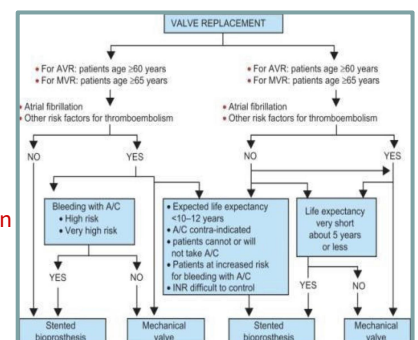 VALVE REPLACEMENT
• For AVR: patients age ≥60 years
• For MVR: patients age ≥65 years
• For AVR: patients age ≥60 years
• For MVR: patients age ≥65 years
• Atrial fibrillation
• Other risk factors for thromboembolism
• Atrial fibrillation
• Other risk factors for thromboembolism
NO
YES
NO
YES
Bleeding with A/C
• High risk
• Very high risk
• Expected life expectancy
<10–12 years
• A/C contra-indicated
• patients cannot or will
not take A/C
• Patients at increased risk
for bleeding with A/C
• INR difficult to control
Life expectancy
very short
about 5 years
or less
n
YES
NO
YES
NO
Stented
bioprosthesis
Mechanical
valve
Stented
bioprosthesis
Mechanical
valve